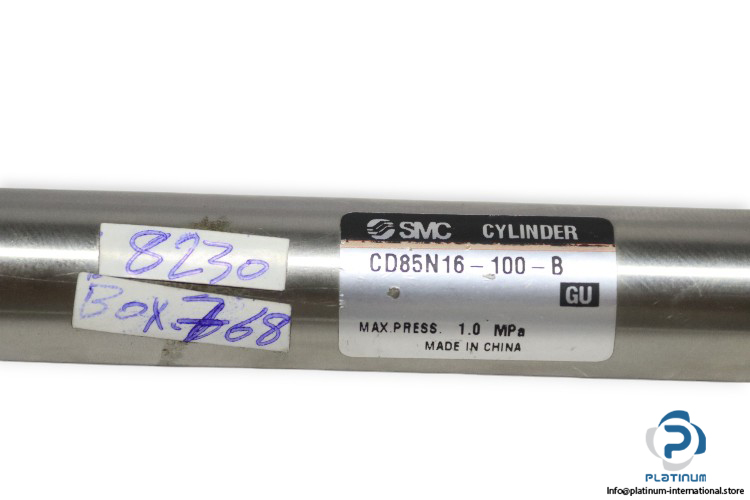 8230
Box.768
SMC CYLINDER
CD85N16-100-B
GU
MAX.PRESS. 1.0 MPa
MADE IN CHINA
PLATINUM
Info@platinum-international.store